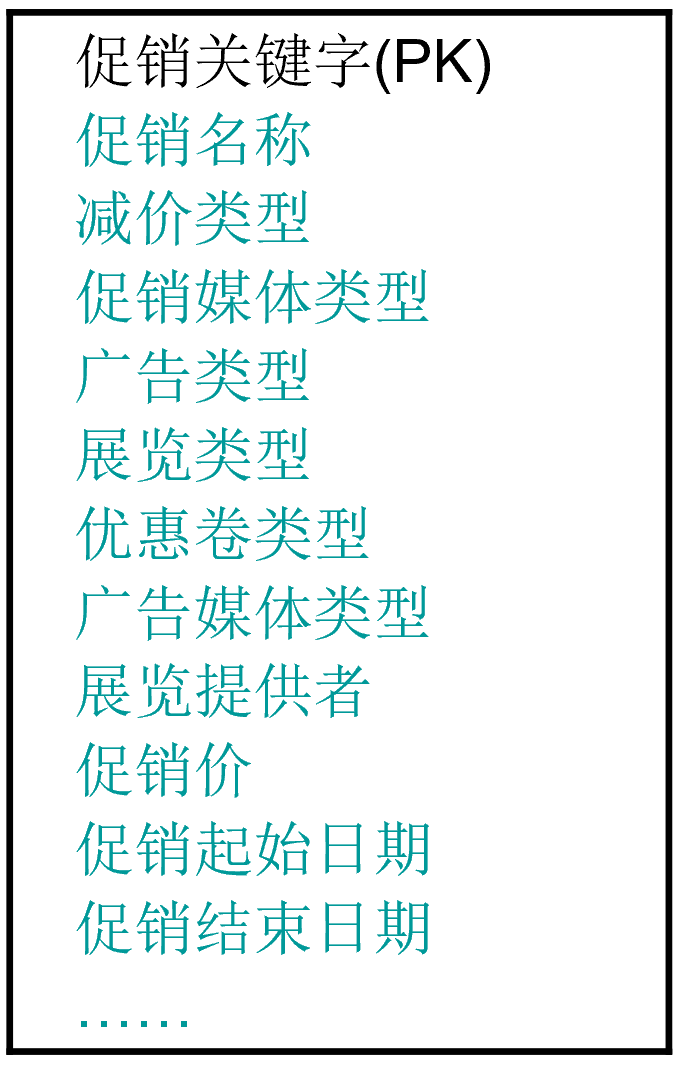 促销关键字(PK)
促销名称
减价类型
促销媒体类型
广告类型
展览类型
优惠卷类型
广告媒体类型
展览提供者
促销价
促销起始日期
促销结束日期
……